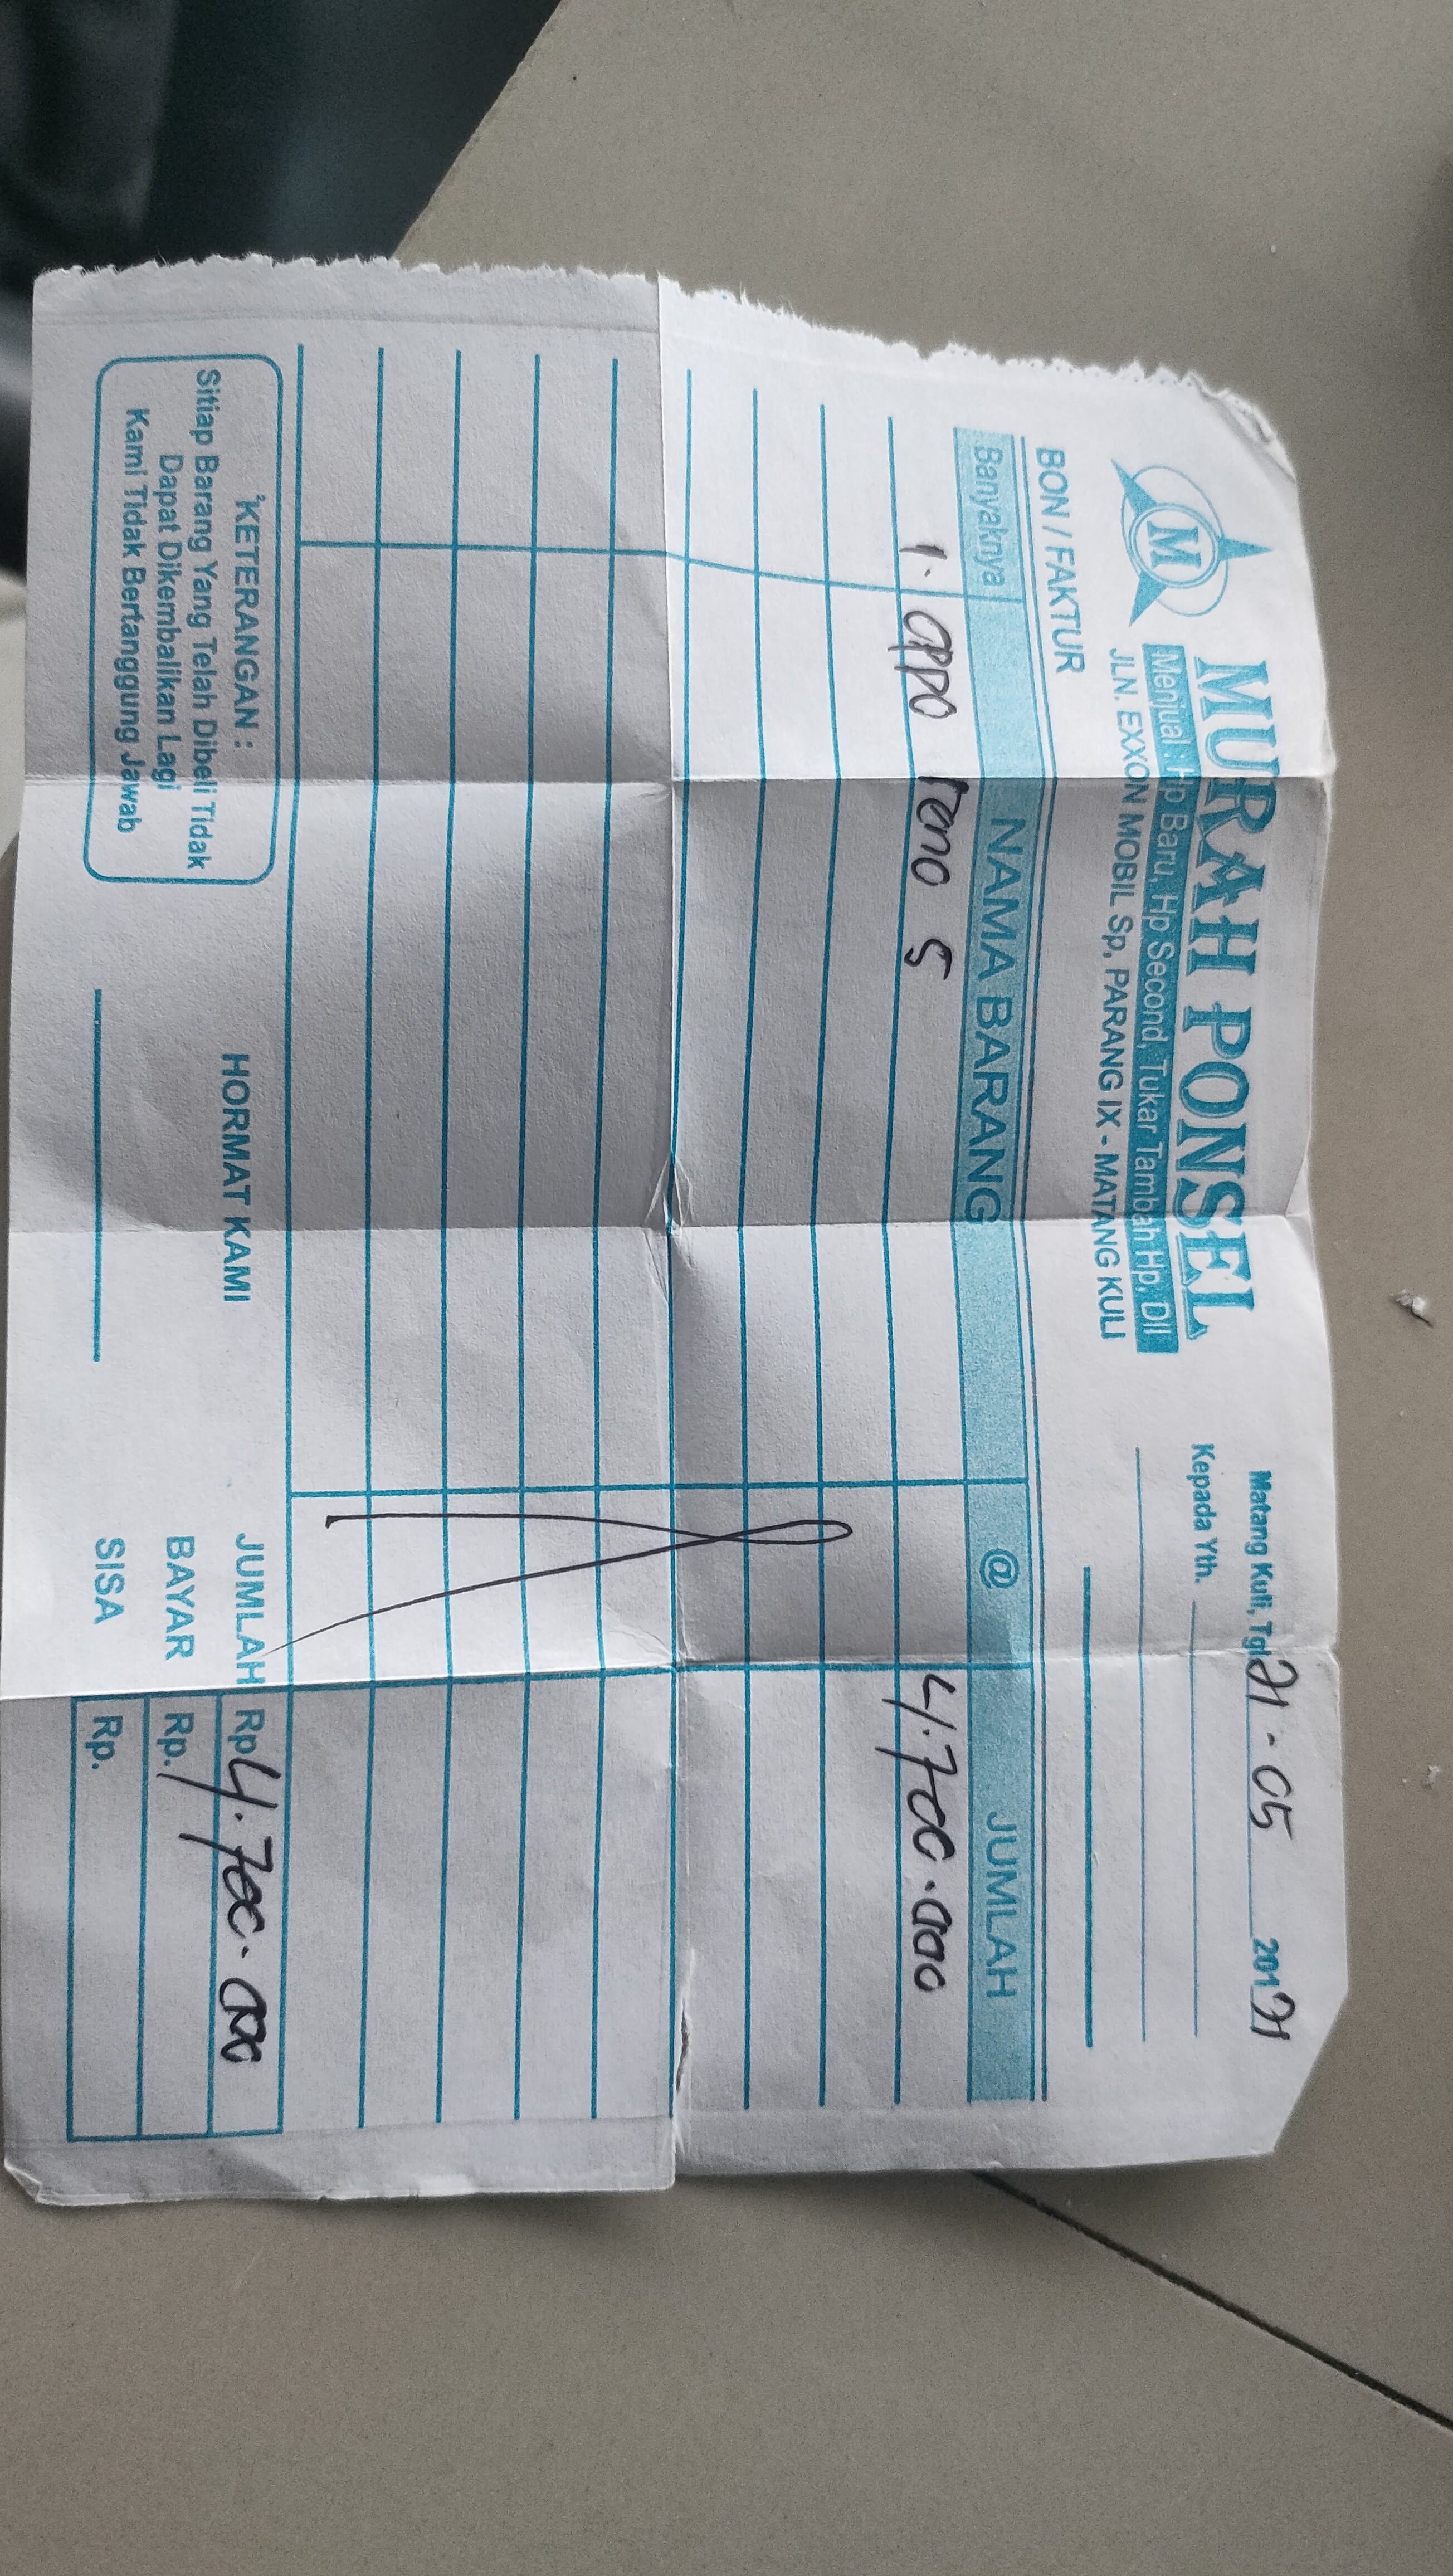 M
MURAH PONSEL
Menjual : Hp Baru, Hp Second, Tukar Tambah Hp, Dll
JLN. EXXON MOBIL Sp, PARANG IX - MATANG KULI
Matang Kuli, Tgl 21 - 05 201 21
Kepada Yth.
BON / FAKTUR
Banyaknya NAMA BARANG @ JUMLAH
1. OPPO reno 5 4.700.000
JUMLAH Rp 4.700.000
BAYAR Rp.
SISA Rp.
HORMAT KAMI
KETERANGAN :
Sitiap Barang Yang Telah Dibeli Tidak
Dapat Dikembalikan Lagi
Kami Tidak Bertanggung Jawab